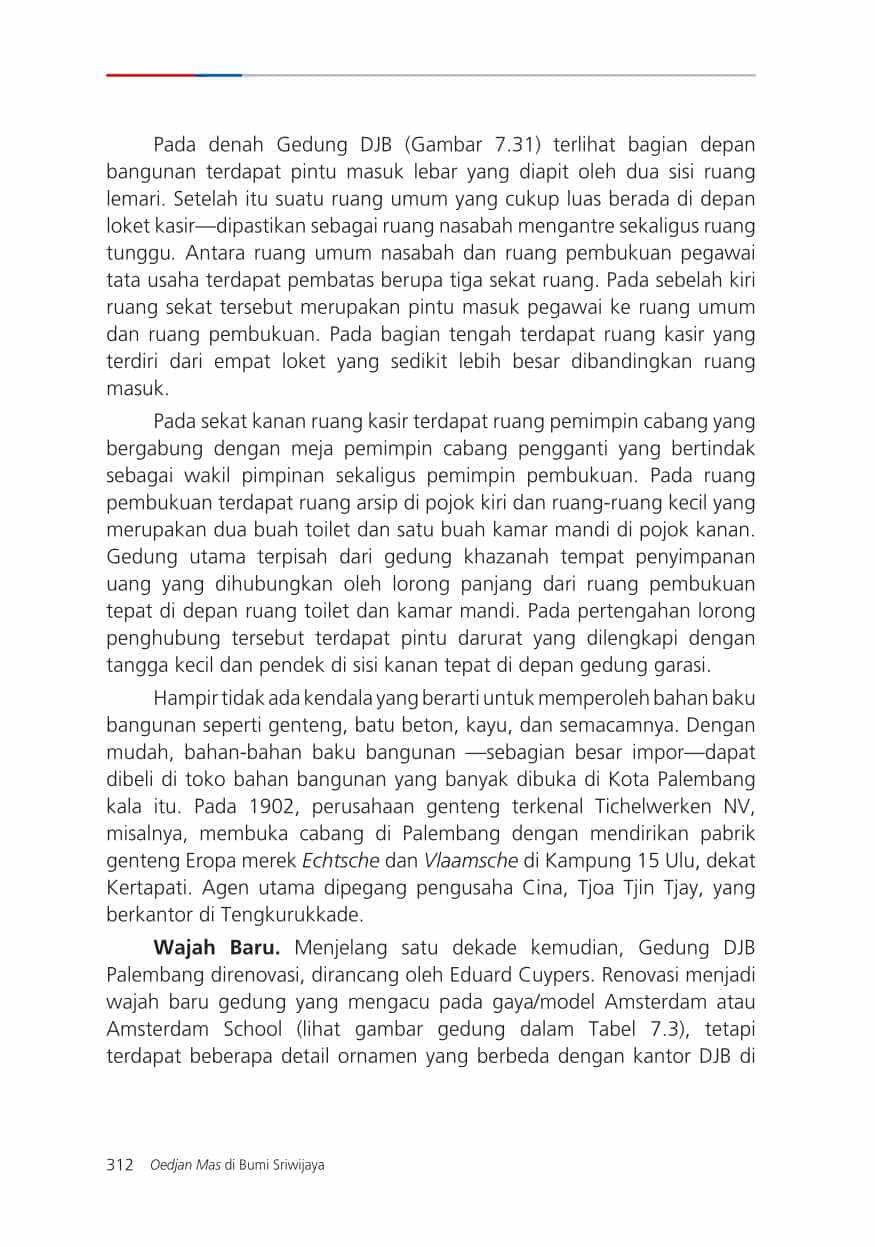 Pada denah Gedung DJB (Gambar 7.31) terlihat bagian depan
bangunan terdapat pintu masuk lebar yang diapit oleh dua sisi ruang
lemari. Setelah itu suatu ruang umum yang cukup luas berada di depan
loket kasir—dipastikan sebagai ruang nasabah mengantre sekaligus ruang
tunggu. Antara ruang umum nasabah dan ruang pembukuan pegawai
tata usaha terdapat pembatas berupa tiga sekat ruang. Pada sebelah kiri
ruang sekat tersebut merupakan pintu masuk pegawai ke ruang umum
dan ruang pembukuan. Pada bagian tengah terdapat ruang kasir yang
terdiri dari empat loket yang sedikit lebih besar dibandingkan ruang
masuk.
Pada sekat kanan ruang kasir terdapat ruang pemimpin cabang yang
bergabung dengan meja pemimpin cabang pengganti yang bertindak
sebagai wakil pimpinan sekaligus pemimpin pembukuan. Pada ruang
pembukuan terdapat ruang arsip di pojok kiri dan ruang-ruang kecil yang
merupakan dua buah toilet dan satu buah kamar mandi di pojok kanan.
Gedung utama terpisah dari gedung khazanah tempat penyimpanan
uang yang dihubungkan oleh lorong panjang dari ruang pembukuan
tepat di depan ruang toilet dan kamar mandi. Pada pertengahan lorong
penghubung tersebut terdapat pintu darurat yang dilengkapi dengan
tangga kecil dan pendek di sisi kanan tepat di depan gedung garasi.
Hampir tidak ada kendala yang berarti untuk memperoleh bahan baku
bangunan seperti genteng, batu beton, kayu, dan semacamnya. Dengan
mudah, bahan-bahan baku bangunan —sebagian besar impor—dapat
dibeli di toko bahan bangunan yang banyak dibuka di Kota Palembang
kala itu. Pada 1902, perusahaan genteng terkenal Tichelwerken NV,
misalnya, membuka cabang di Palembang dengan mendirikan pabrik
genteng Eropa merek Echtsche dan Vlaamsche di Kampung 15 Ulu, dekat
Kertapati. Agen utama dipegang pengusaha Cina, Tjoa Tjin Tjay, yang
berkantor di Tengkurukkade.
Wajah Baru. Menjelang satu dekade kemudian, Gedung DJB
Palembang direnovasi, dirancang oleh Eduard Cuypers. Renovasi menjadi
wajah baru gedung yang mengacu pada gaya/model Amsterdam atau
Amsterdam School (lihat gambar gedung dalam Tabel 7.3), tetapi
terdapat beberapa detail ornamen yang berbeda dengan kantor DJB di
312 Oedjan Mas di Bumi Sriwijaya